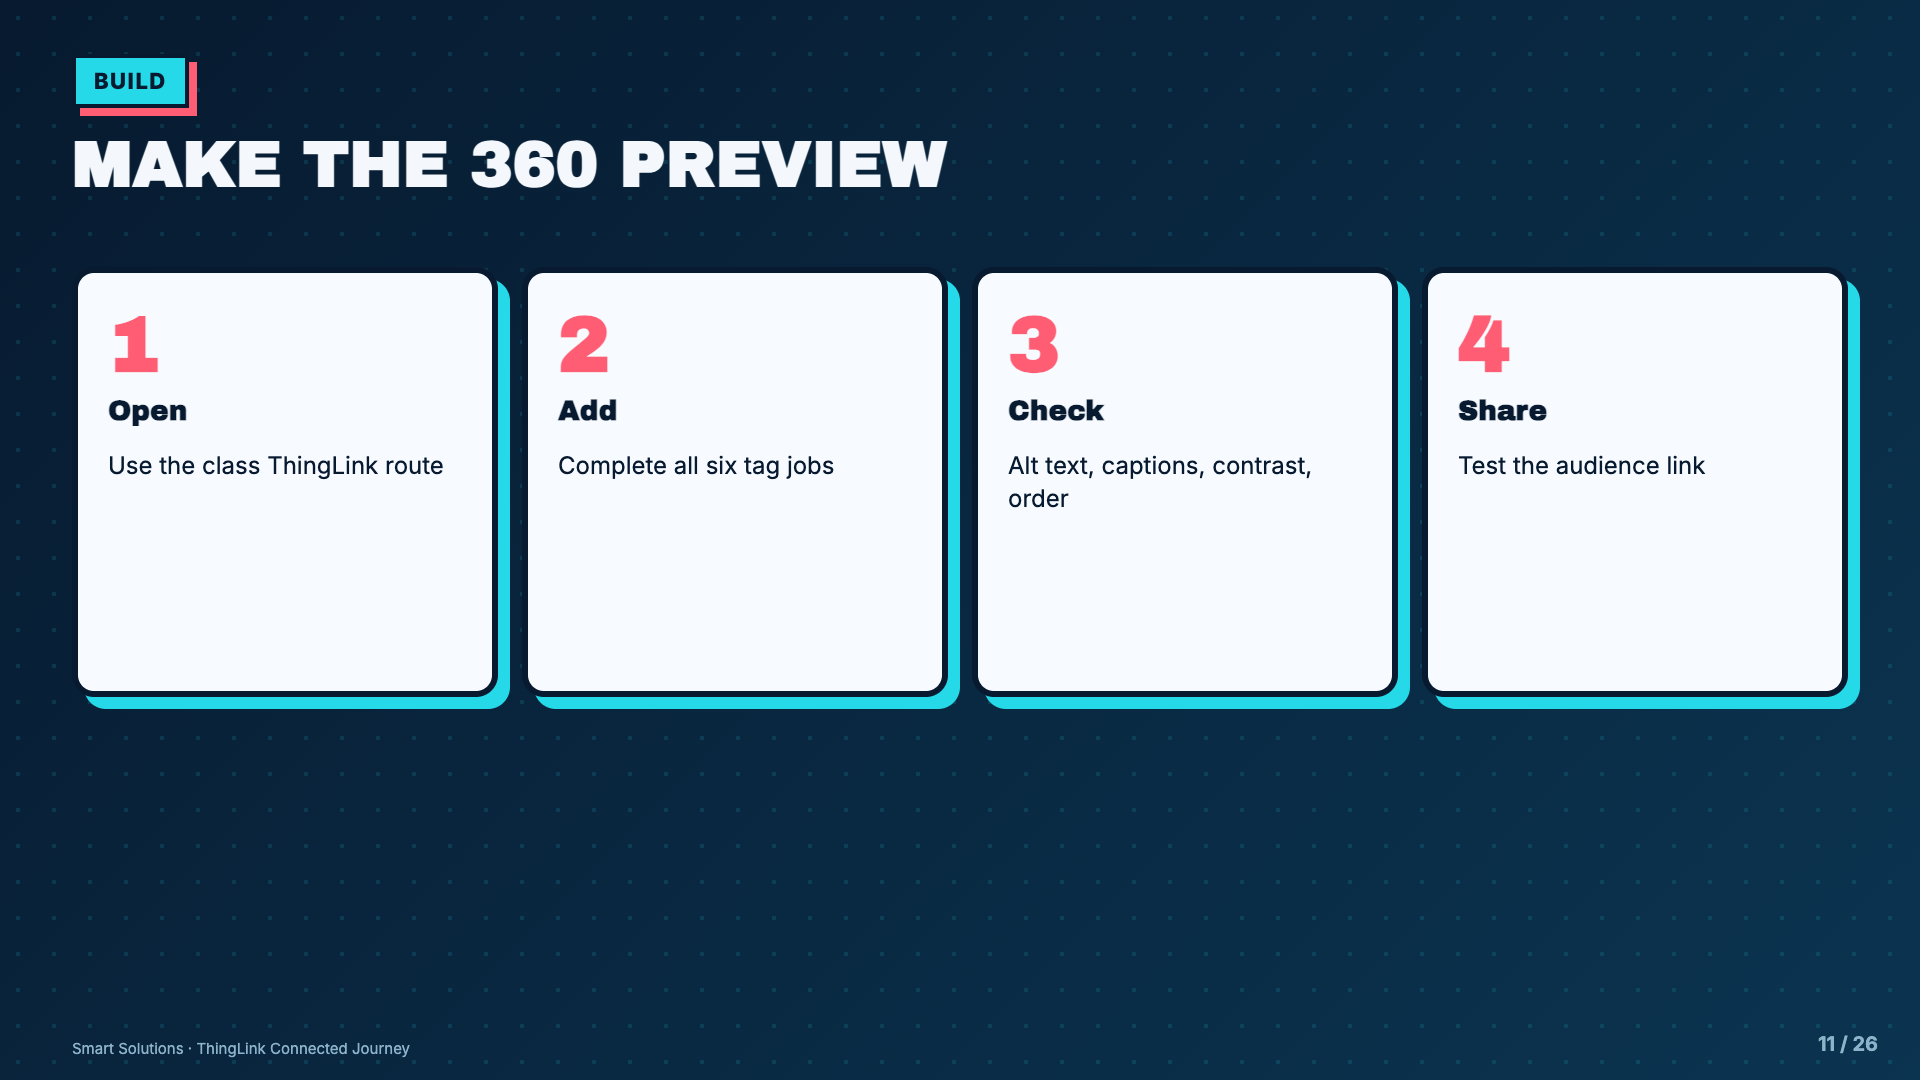 BUILD
MAKE THE 360 PREVIEW
1
Open
Use the class ThingLink route
2
Add
Complete all six tag jobs
3
Check
Alt text, captions, contrast,
order
4
Share
Test the audience link
Smart Solutions · ThingLink Connected Journey
11 / 26